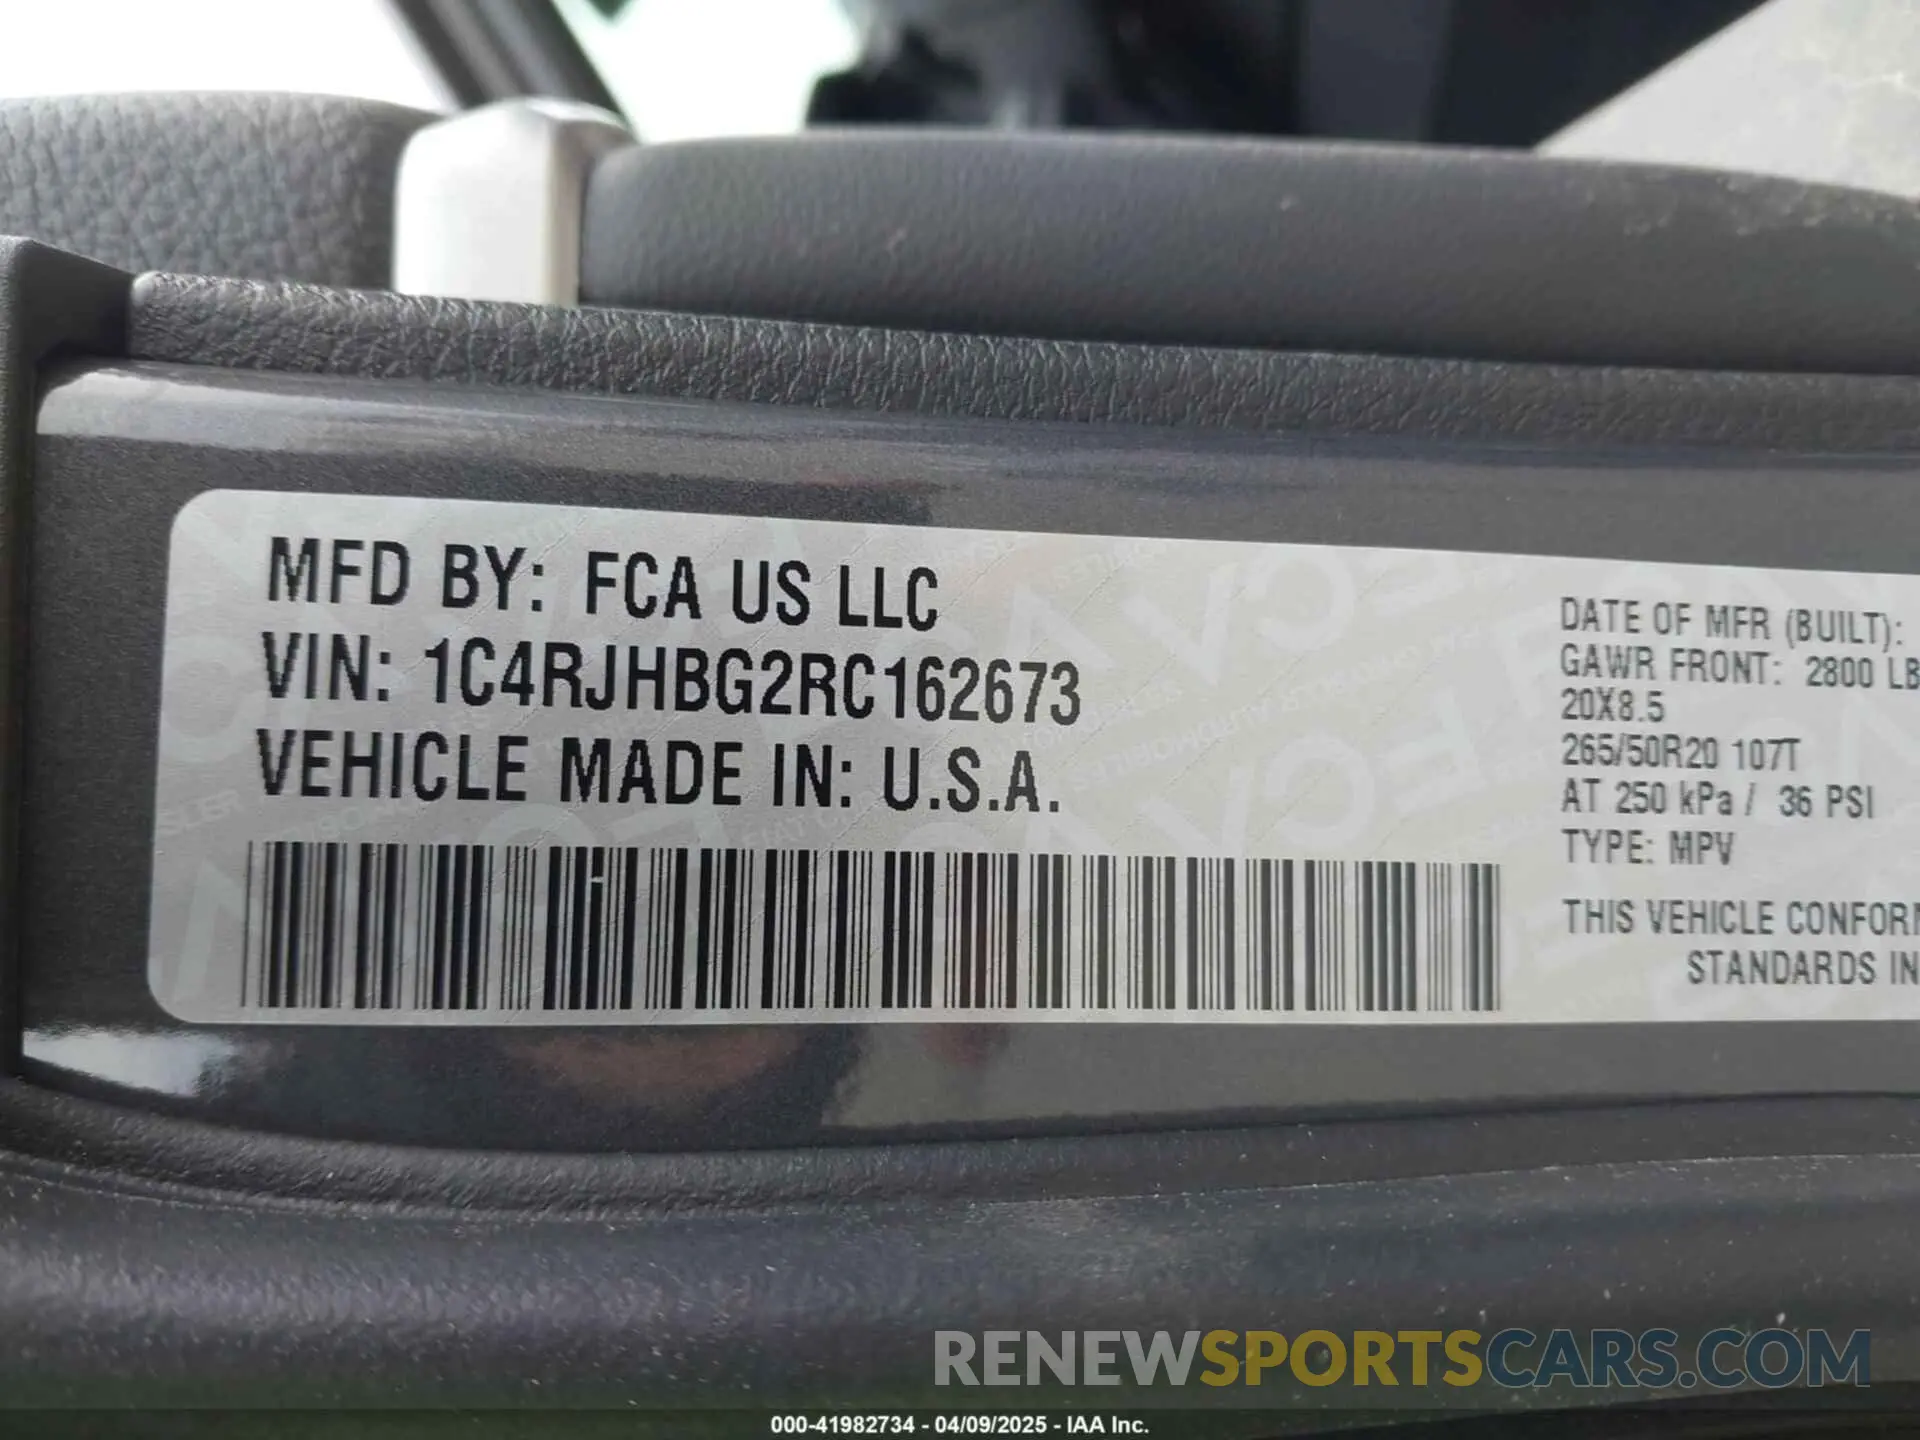 MFD BY: FCA US LLC
VIN: 1C4RJHBG2RC162673
VEHICLE MADE IN: U.S.A.
DATE OF MFR (BUILT):
GAWR FRONT: 2800 LB
20X8.5
265/50R20 107T
AT 250 kPa / 36 PSI
TYPE: MPV
THIS VEHICLE CONFORM
STANDARDS IN
RENEWSPORTSCARS.COM
000-41982734 - 04/09/2025 - IAA Inc.